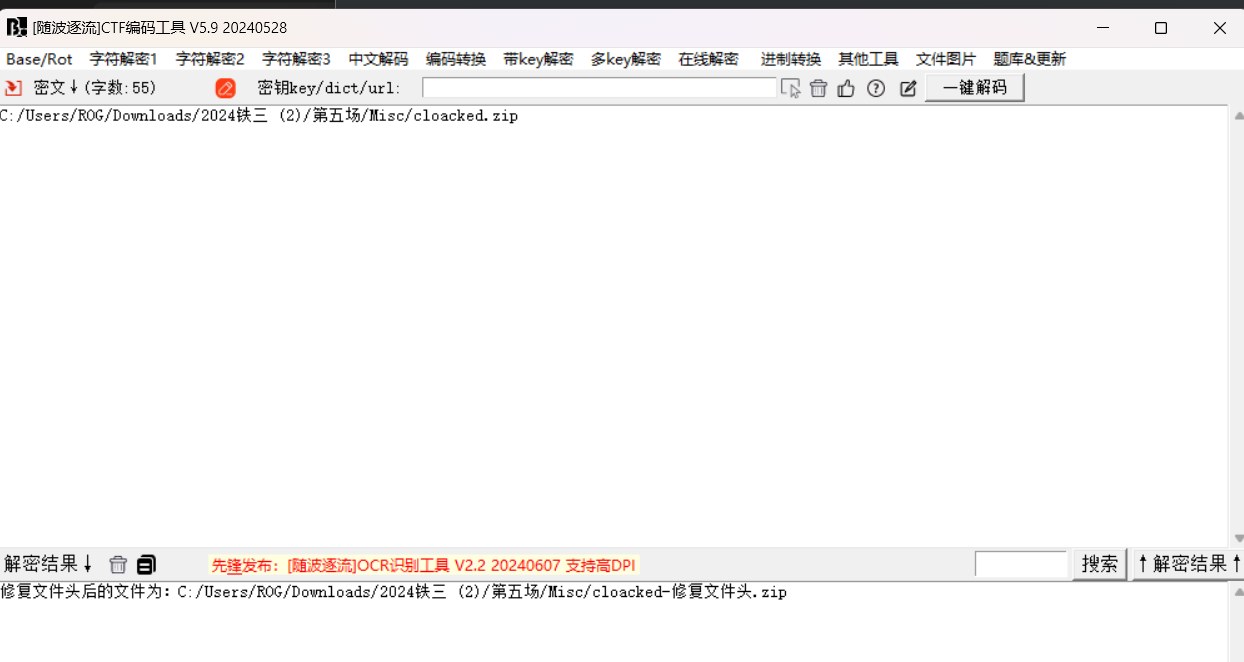 [随波逐流]CTF编码工具 V5.9 20240528
Base/Rot 字符解密1 字符解密2 字符解密3 中文解码 编码转换 带key解密 多key解密 在线解密 进制转换 其他工具 文件图片 题库&更新
密文↓(字数:55) 密钥key/dict/url: 一键解码
C:/Users/ROG/Downloads/2024铁三 (2)/第五场/Misc/cloacked.zip
解密结果↓ 先锋发布：[随波逐流]OCR识别工具 V2.2 20240607 支持高DPI 搜索 ↑解密结果↑
修复文件头后的文件为：C:/Users/ROG/Downloads/2024铁三 (2)/第五场/Misc/cloacked-修复文件头.zip